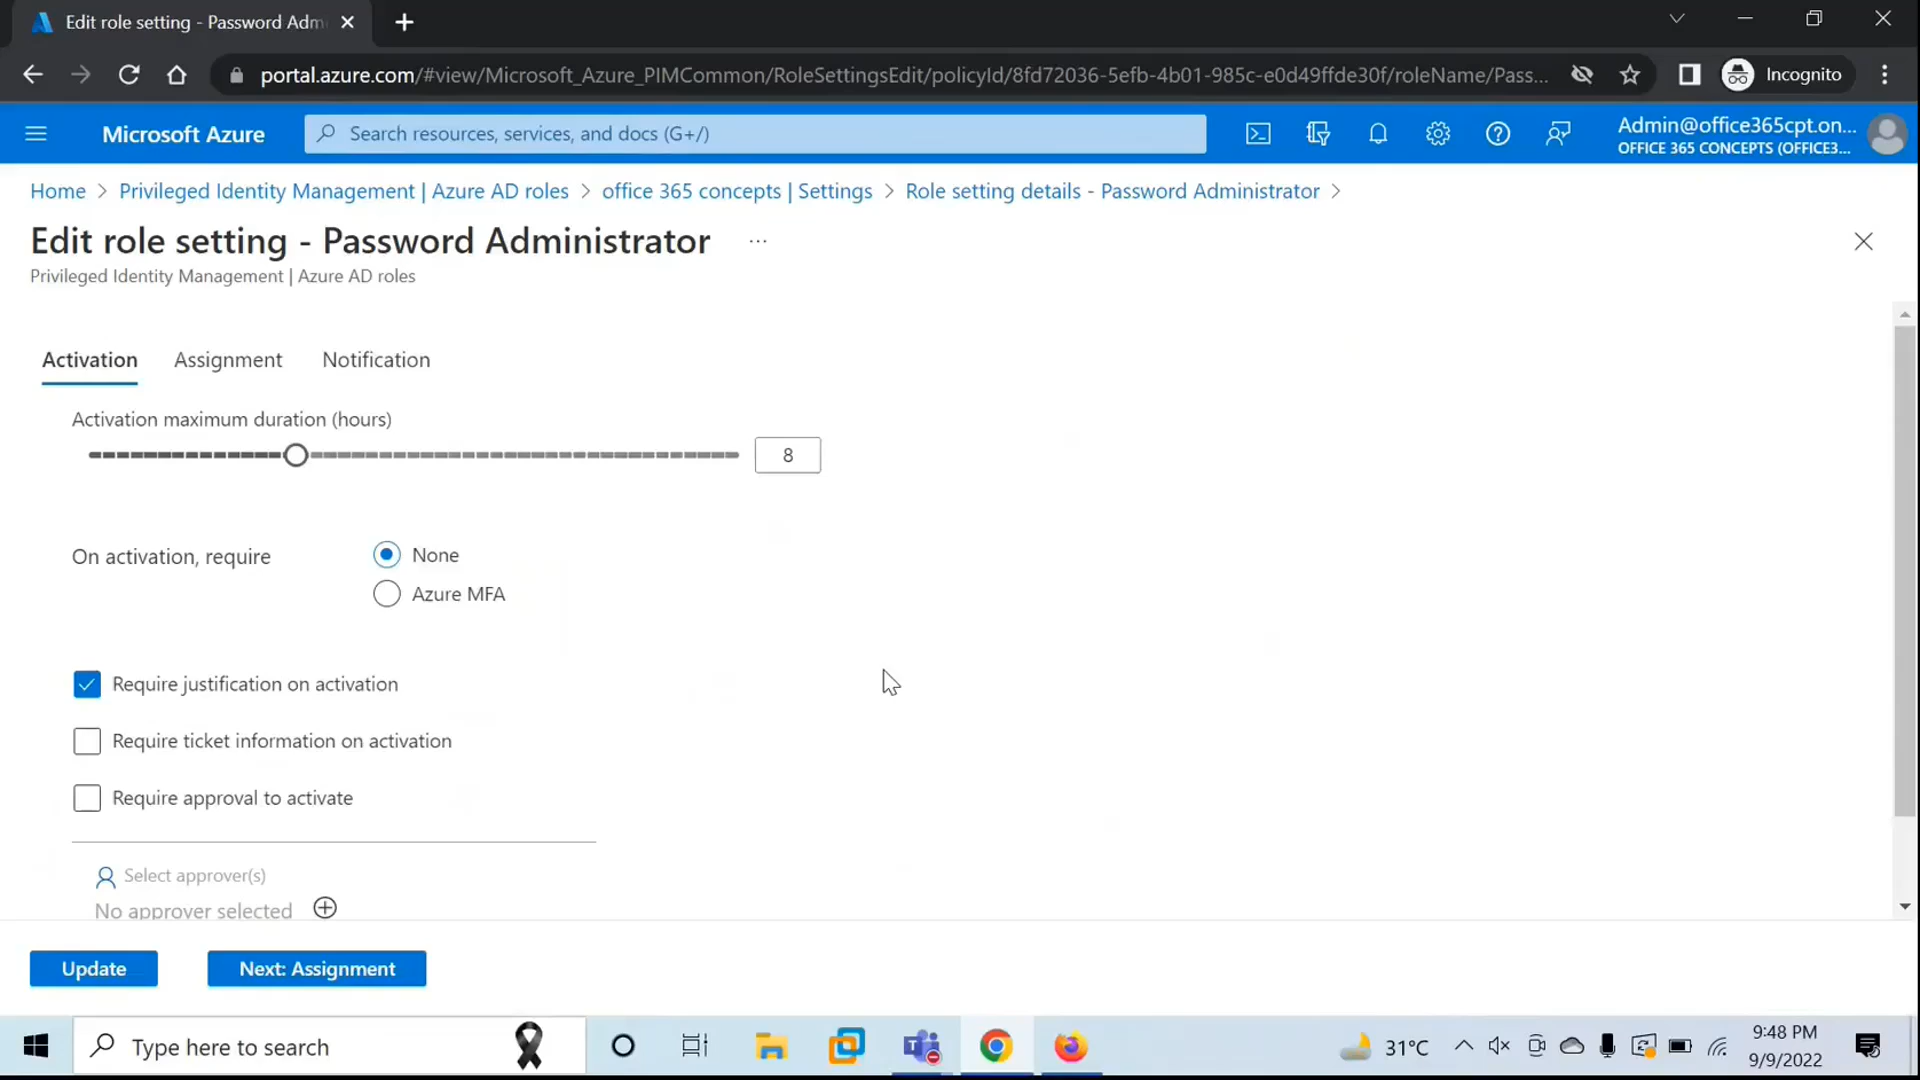 Edit role setting - Password Adm
portal.azure.com/#view/Microsoft_Azure_PIMCommon/RoleSettingsEdit/policyId/8fd72036-5efb-4b01-985c-e0d49ffde30f/roleName/Pass...
Incognito
Microsoft Azure
Search resources, services, and docs (G+/)
Admin@office365cpt.on...
OFFICE 365 CONCEPTS (OFFICE3...
Home > Privileged Identity Management | Azure AD roles > office 365 concepts | Settings > Role setting details - Password Administrator >
Edit role setting - Password Administrator ...
Privileged Identity Management | Azure AD roles
Activation Assignment Notification
Activation maximum duration (hours)
8
On activation, require
None
Azure MFA
Require justification on activation
Require ticket information on activation
Require approval to activate
Select approver(s)
No approver selected
Update
Next: Assignment
Type here to search
31°C
9:48 PM
9/9/2022